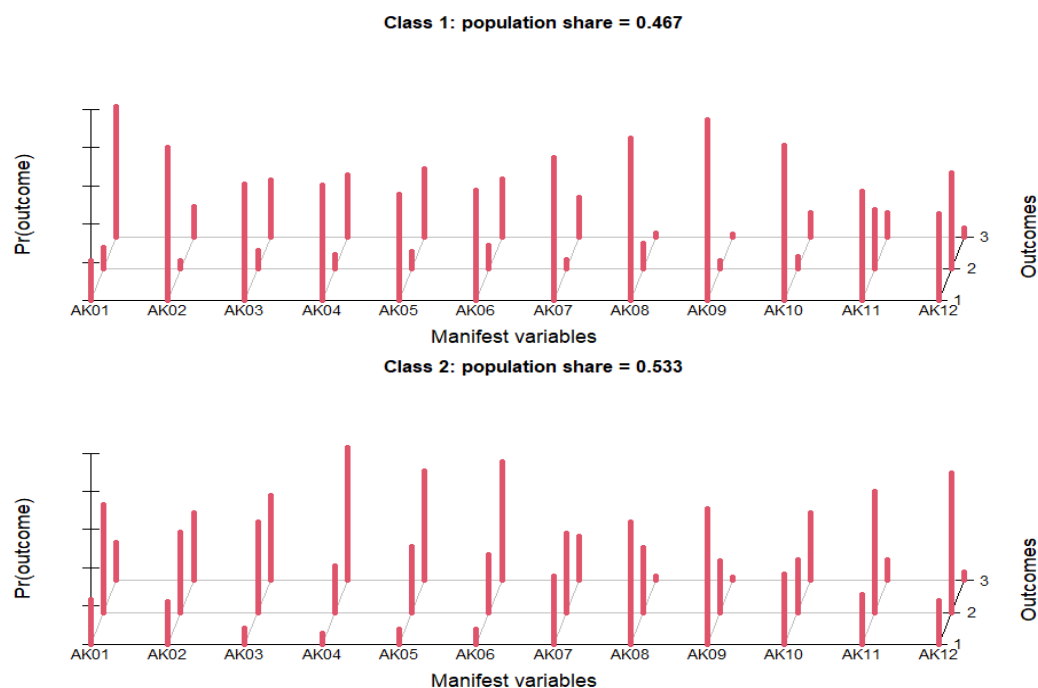 Class 1: population share = 0.467
Pr(outcome)
3
2
1
Outcomes
AK01 AK02 AK03 AK04 AK05 AK06 AK07 AK08 AK09 AK10 AK11 AK12
Manifest variables
Class 2: population share = 0.533
Pr(outcome)
3
2
1
Outcomes
AK01 AK02 AK03 AK04 AK05 AK06 AK07 AK08 AK09 AK10 AK11 AK12
Manifest variables